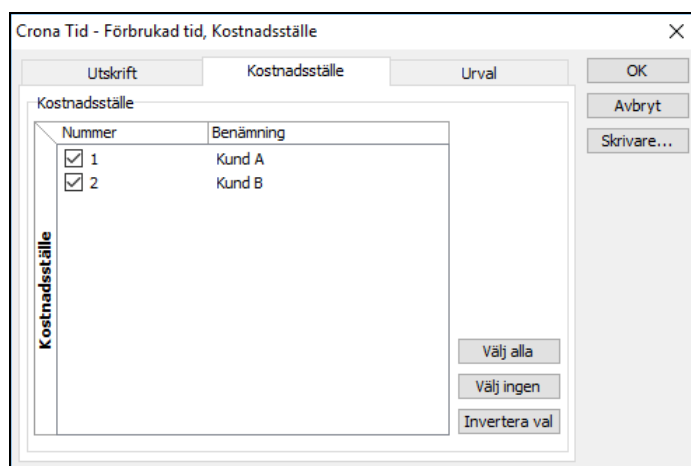 Crona Tid - Förbrukad tid, Kostnadsställe
Utskrift Kostnadsställe Urval
OK
Avbryt
Skrivare...
Kostnadsställe
Nummer Benämning
1 Kund A
2 Kund B
Kostnadsställe
Välj alla
Välj ingen
Invertera val